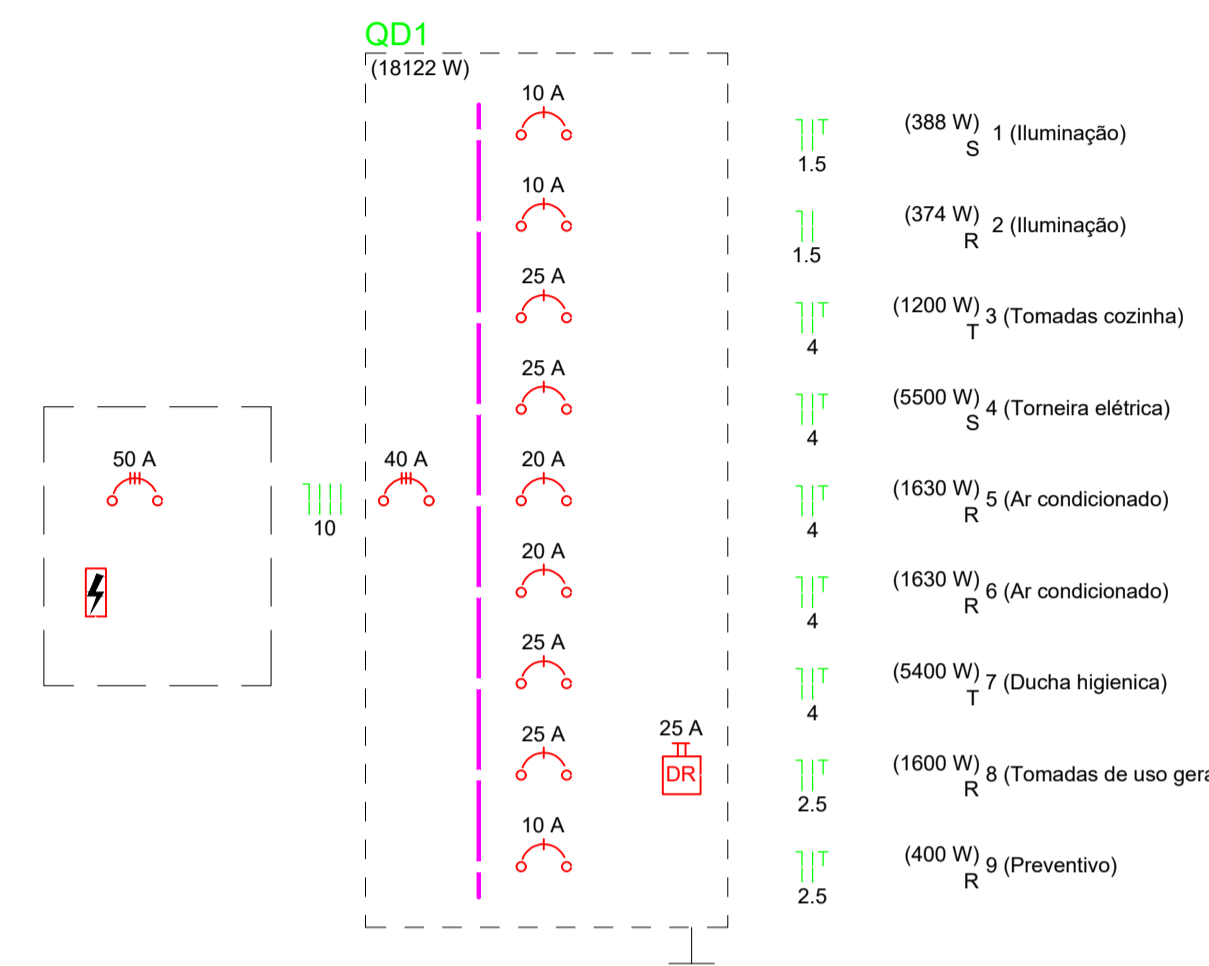 QD1
(18122 W)
10 A
1.5
(388 W)
S
1 (Iluminação)
10 A
1.5
(374 W)
R
2 (Iluminação)
25 A
4
(1200 W)
T
3 (Tomadas cozinha)
25 A
4
(5500 W)
S
4 (Torneira elétrica)
50 A
10
40 A
20 A
4
(1630 W)
R
5 (Ar condicionado)
20 A
4
(1630 W)
R
6 (Ar condicionado)
25 A
4
(5400 W)
T
7 (Ducha higienica)
25 A
25 A
DR
2.5
(1600 W)
R
8 (Tomadas de uso gera
10 A
2.5
(400 W)
R
9 (Preventivo)